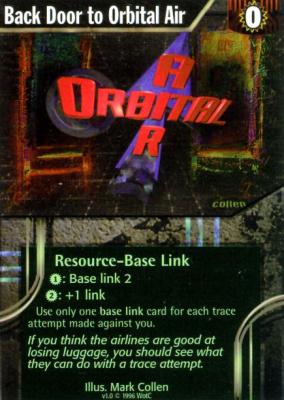 Back Door to Orbital Air
0
ORBITAL
AIR
collen
Resource-Base Link
1: Base link 2
2: +1 link
Use only one base link card for each trace
attempt made against you.
If you think the airlines are good at
losing luggage, you should see what
they can do with a trace attempt.
Illus. Mark Collen
v1.0 © 1996 WotC